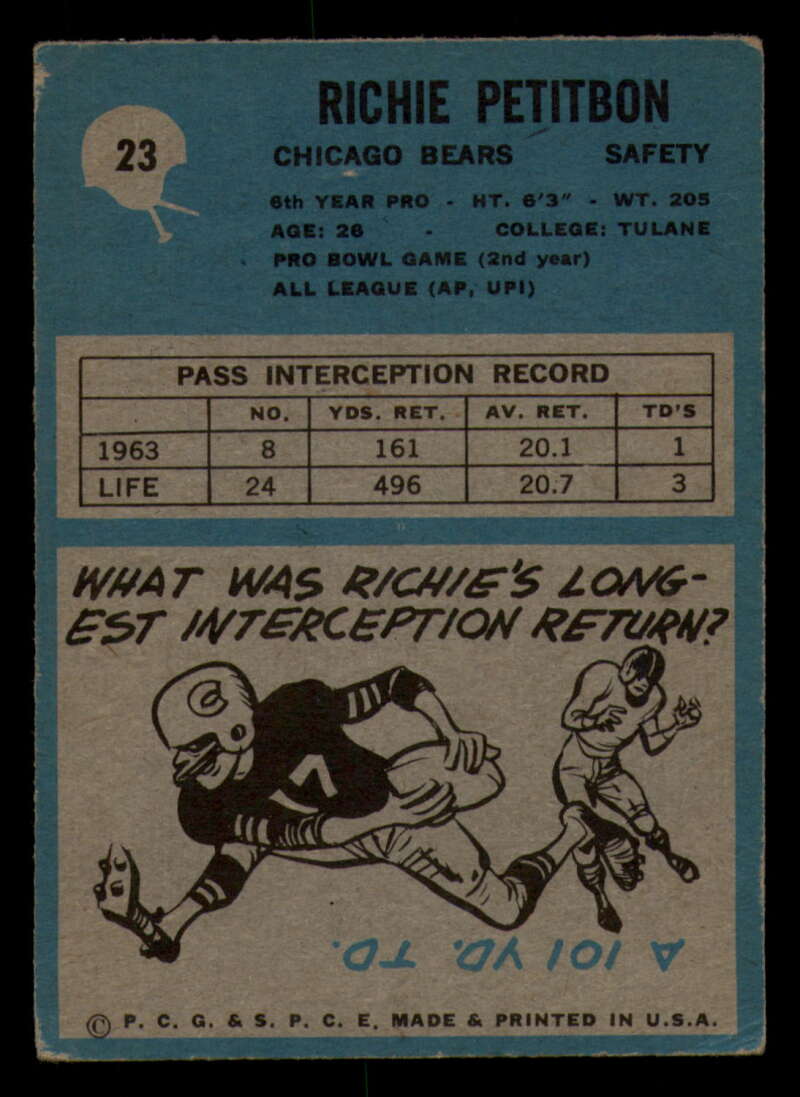 23
RICHIE PETITBON
CHICAGO BEARS SAFETY
6th YEAR PRO - HT. 6'3" - WT. 205
AGE: 26 - COLLEGE: TULANE
PRO BOWL GAME (2nd year)
ALL LEAGUE (AP, UPI)
PASS INTERCEPTION RECORD
NO. YDS. RET. AV. RET. TD'S
1963 8 161 20.1 1
LIFE 24 496 20.7 3
WHAT WAS RICHIE'S LONG-
EST INTERCEPTION RETURN?
C
7
A 101 YD. TD.
© P. C. G. & S. P. C. E. MADE & PRINTED IN U.S.A.